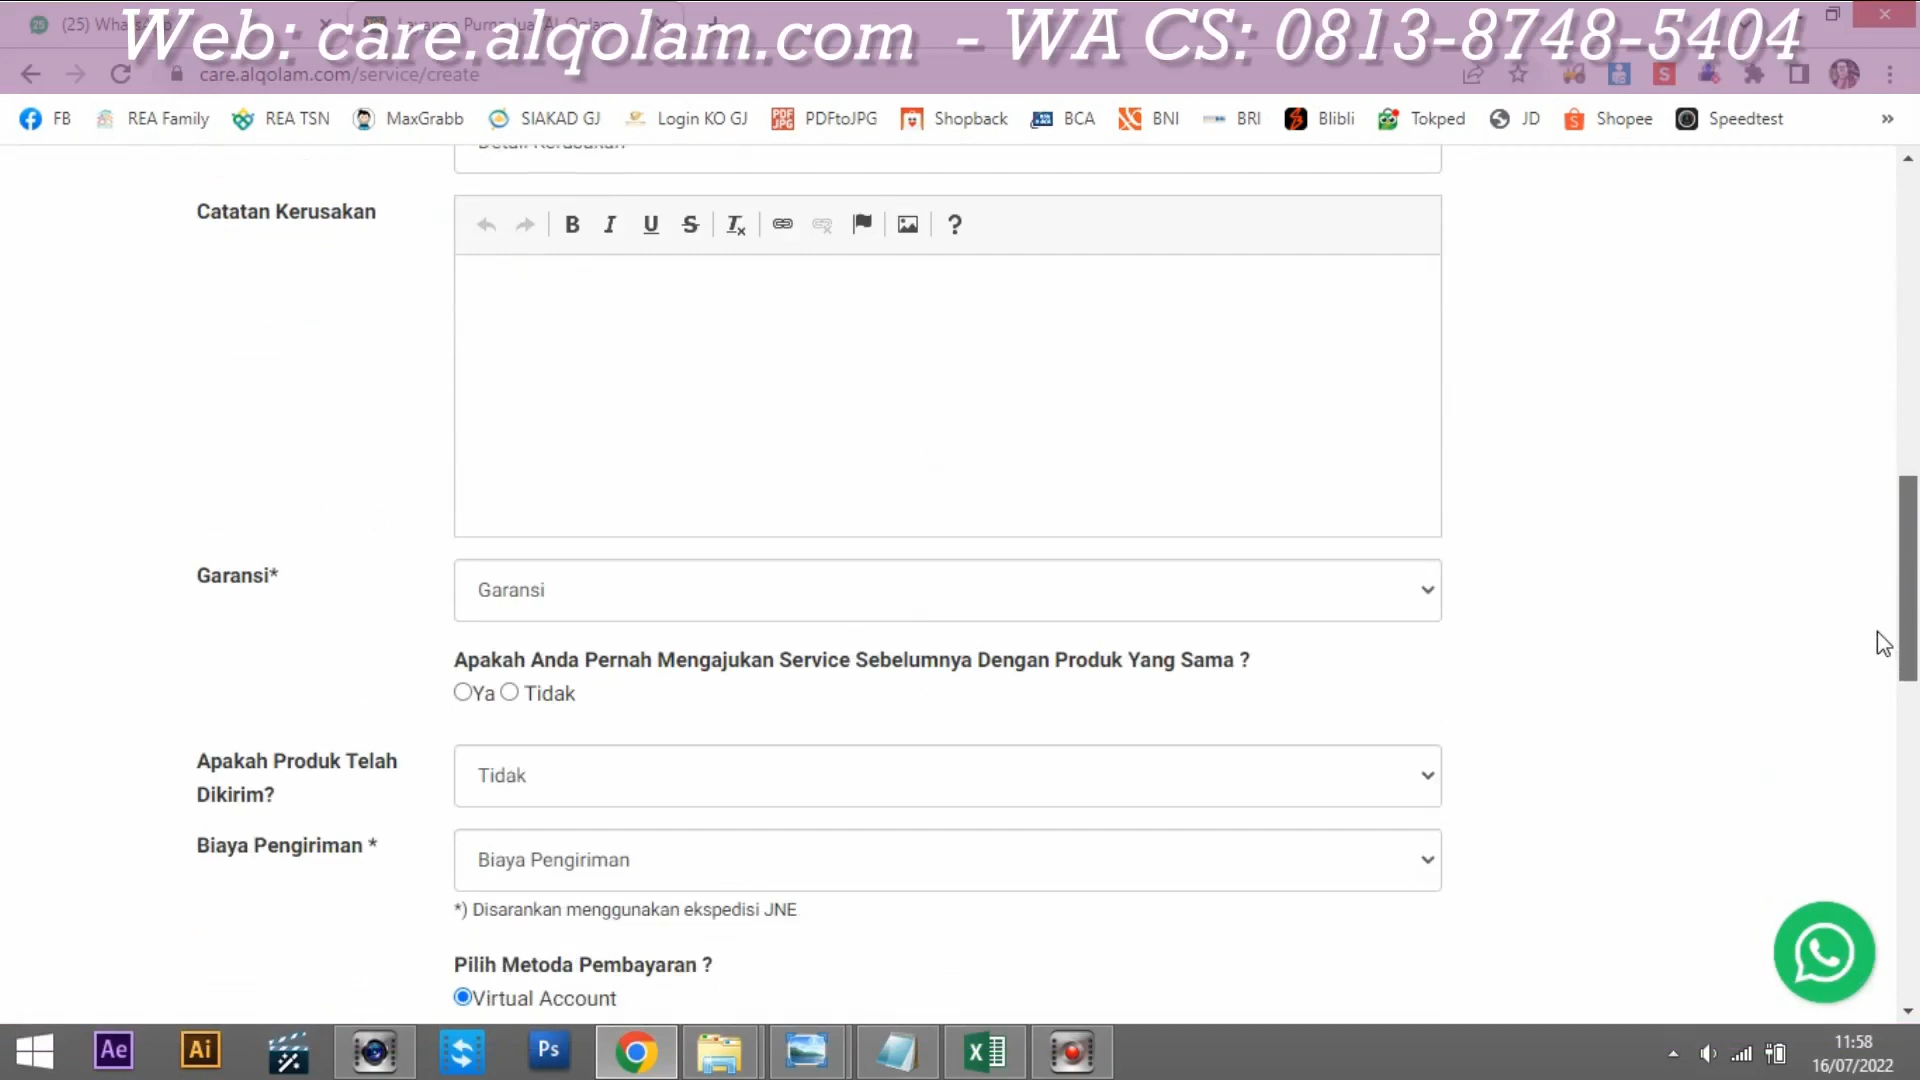 Web: care.alqolam.com - WA CS: 0813-8748-5404
care.alqolam.com/service/create
FB REA Family REA TSN MaxGrabb SIAKAD GJ Login KO GJ PDFtoJPG Shopback BCA BNI BRI Blibli Tokped JD Shopee Speedtest »
Detail Kerusakan
Catatan Kerusakan
Garansi*
Garansi
Apakah Anda Pernah Mengajukan Service Sebelumnya Dengan Produk Yang Sama ?
Ya Tidak
Apakah Produk Telah
Dikirim?
Tidak
Biaya Pengiriman *
Biaya Pengiriman
*) Disarankan menggunakan ekspedisi JNE
Pilih Metoda Pembayaran ?
Virtual Account
Ae Ai Ps
11:58
16/07/2022